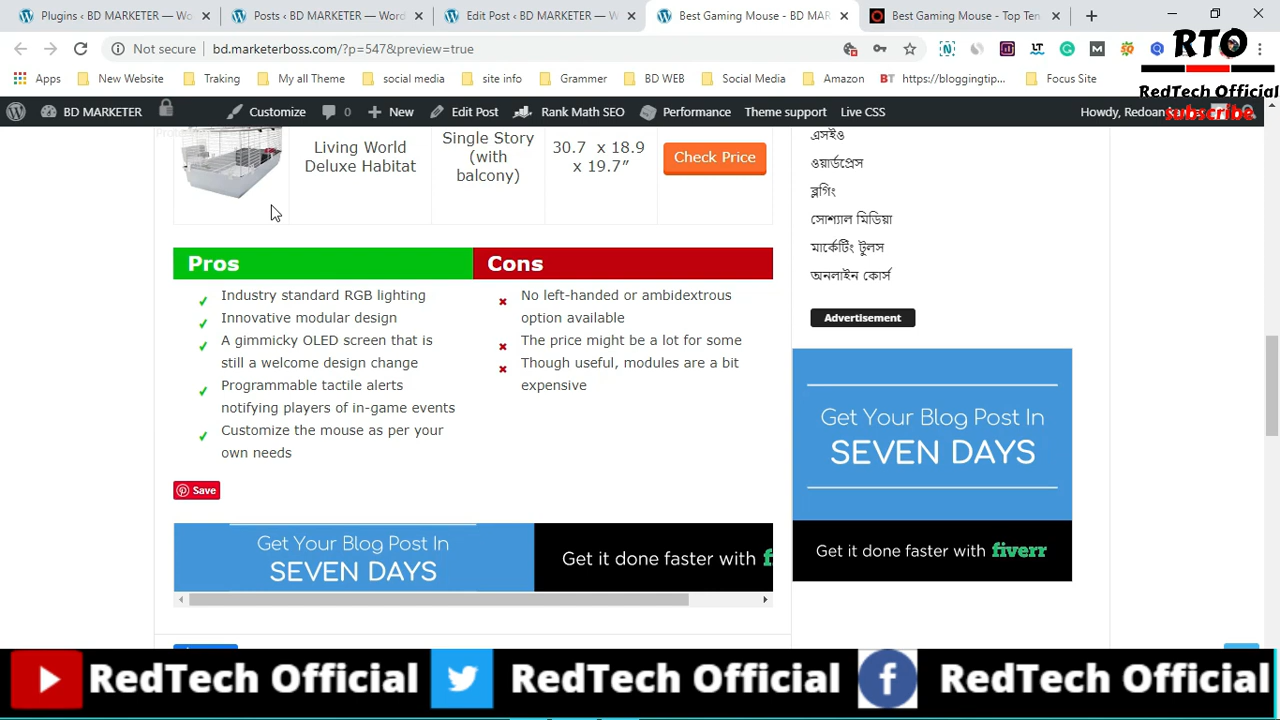 Plugins ‹ BD MARKETER — Wo
Posts ‹ BD MARKETER — Word
Edit Post ‹ BD MARKETER — W
Best Gaming Mouse - BD MAR
Best Gaming Mouse - Top Ten
Not secure
bd.marketerboss.com/?p=547&preview=true
RTO
RedTech Official
subscribe
Apps
New Website
Traking
My all Theme
social media
Grammer
BD WEB
Social Media
Amazon
https://bloggingtip...
Focus Site
BD MARKETER
Customize
0
New
Edit Post
Rank Math SEO
Performance
Theme support
Live CSS
Living World
Deluxe Habitat
Single Story
(with
balcony)
30.7 x 18.9
x 19.7″
Check Price
Pros
Industry standard RGB lighting
Innovative modular design
A gimmicky OLED screen that is
still a welcome design change
Programmable tactile alerts
notifying players of in-game events
Customize the mouse as per your
own needs
Cons
No left-handed or ambidextrous
option available
The price might be a lot for some
Though useful, modules are a bit
expensive
Save
Get Your Blog Post In
SEVEN DAYS
Get it done faster with f
এসইও
ওয়ার্ডপ্রেস
ব্লগিং
সোশ্যাল মিডিয়া
মার্কেটিং টুলস
অনলাইন কোর্স
Advertisement
Get Your Blog Post In
SEVEN DAYS
Get it done faster with fiverr
RedTech Official
RedTech Official
RedTech Official